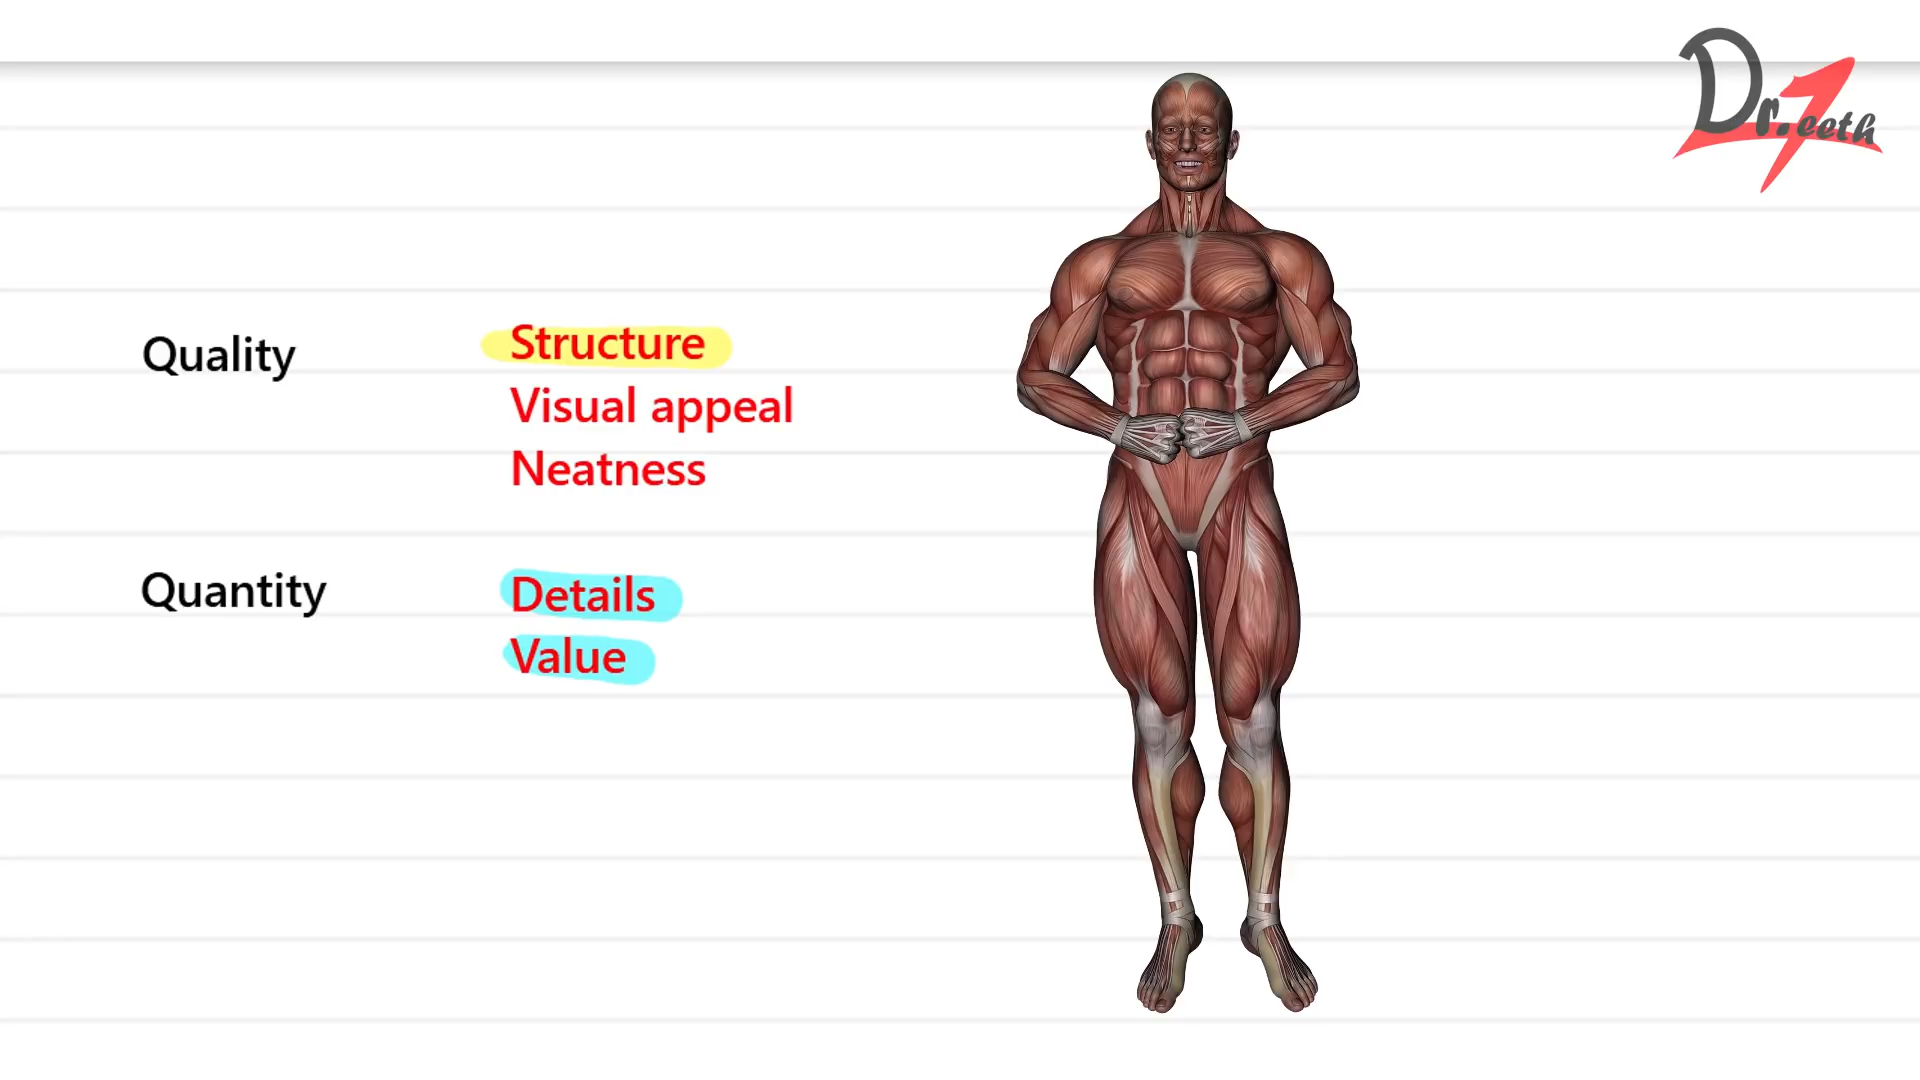 Dr.Teeth
Quality
Structure
Visual appeal
Neatness
Quantity
Details
Value